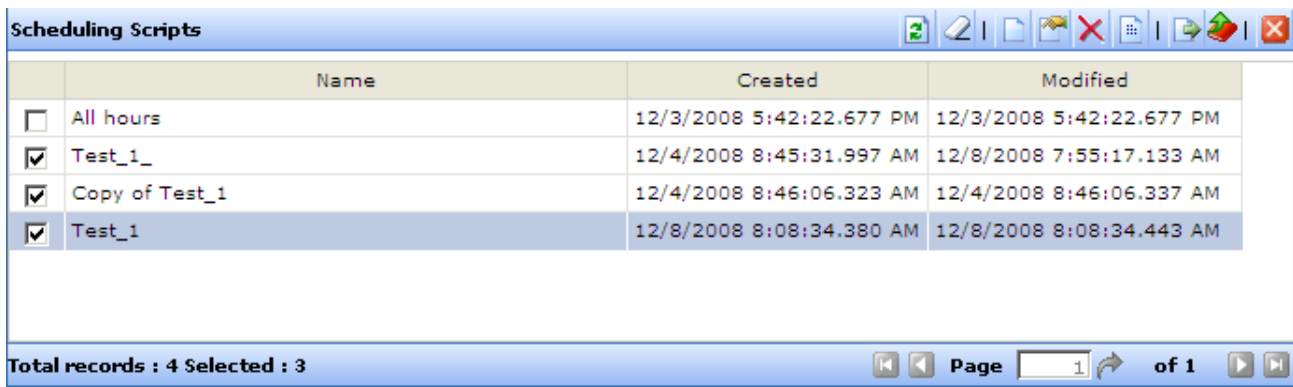 Scheduling Scripts
Name Created Modified
All hours 12/3/2008 5:42:22.677 PM 12/3/2008 5:42:22.677 PM
Test_1_ 12/4/2008 8:45:31.997 AM 12/8/2008 7:55:17.133 AM
Copy of Test_1 12/4/2008 8:46:06.323 AM 12/4/2008 8:46:06.337 AM
Test_1 12/8/2008 8:08:34.380 AM 12/8/2008 8:08:34.443 AM
Total records : 4 Selected : 3 Page 1 of 1